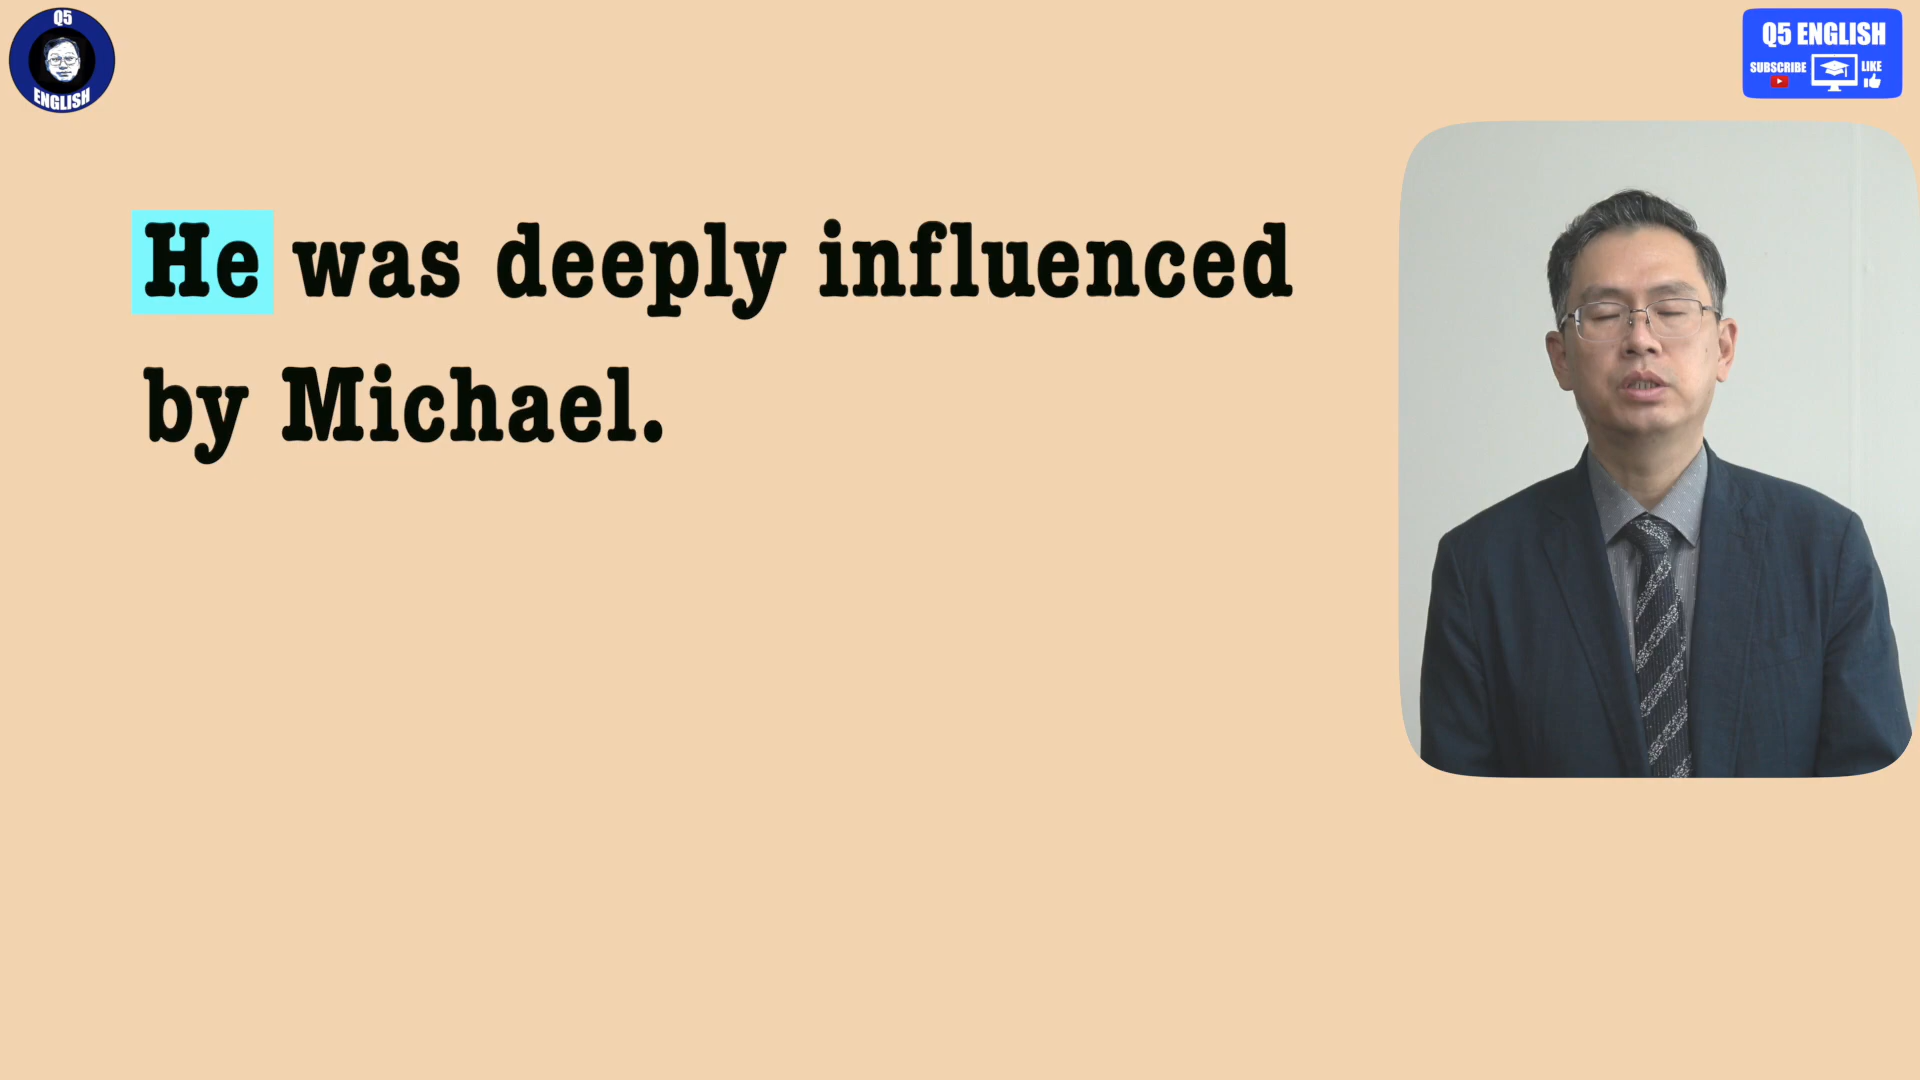 Q5
ENGLISH
Q5 ENGLISH
SUBSCRIBE
LIKE
He was deeply influenced
by Michael.